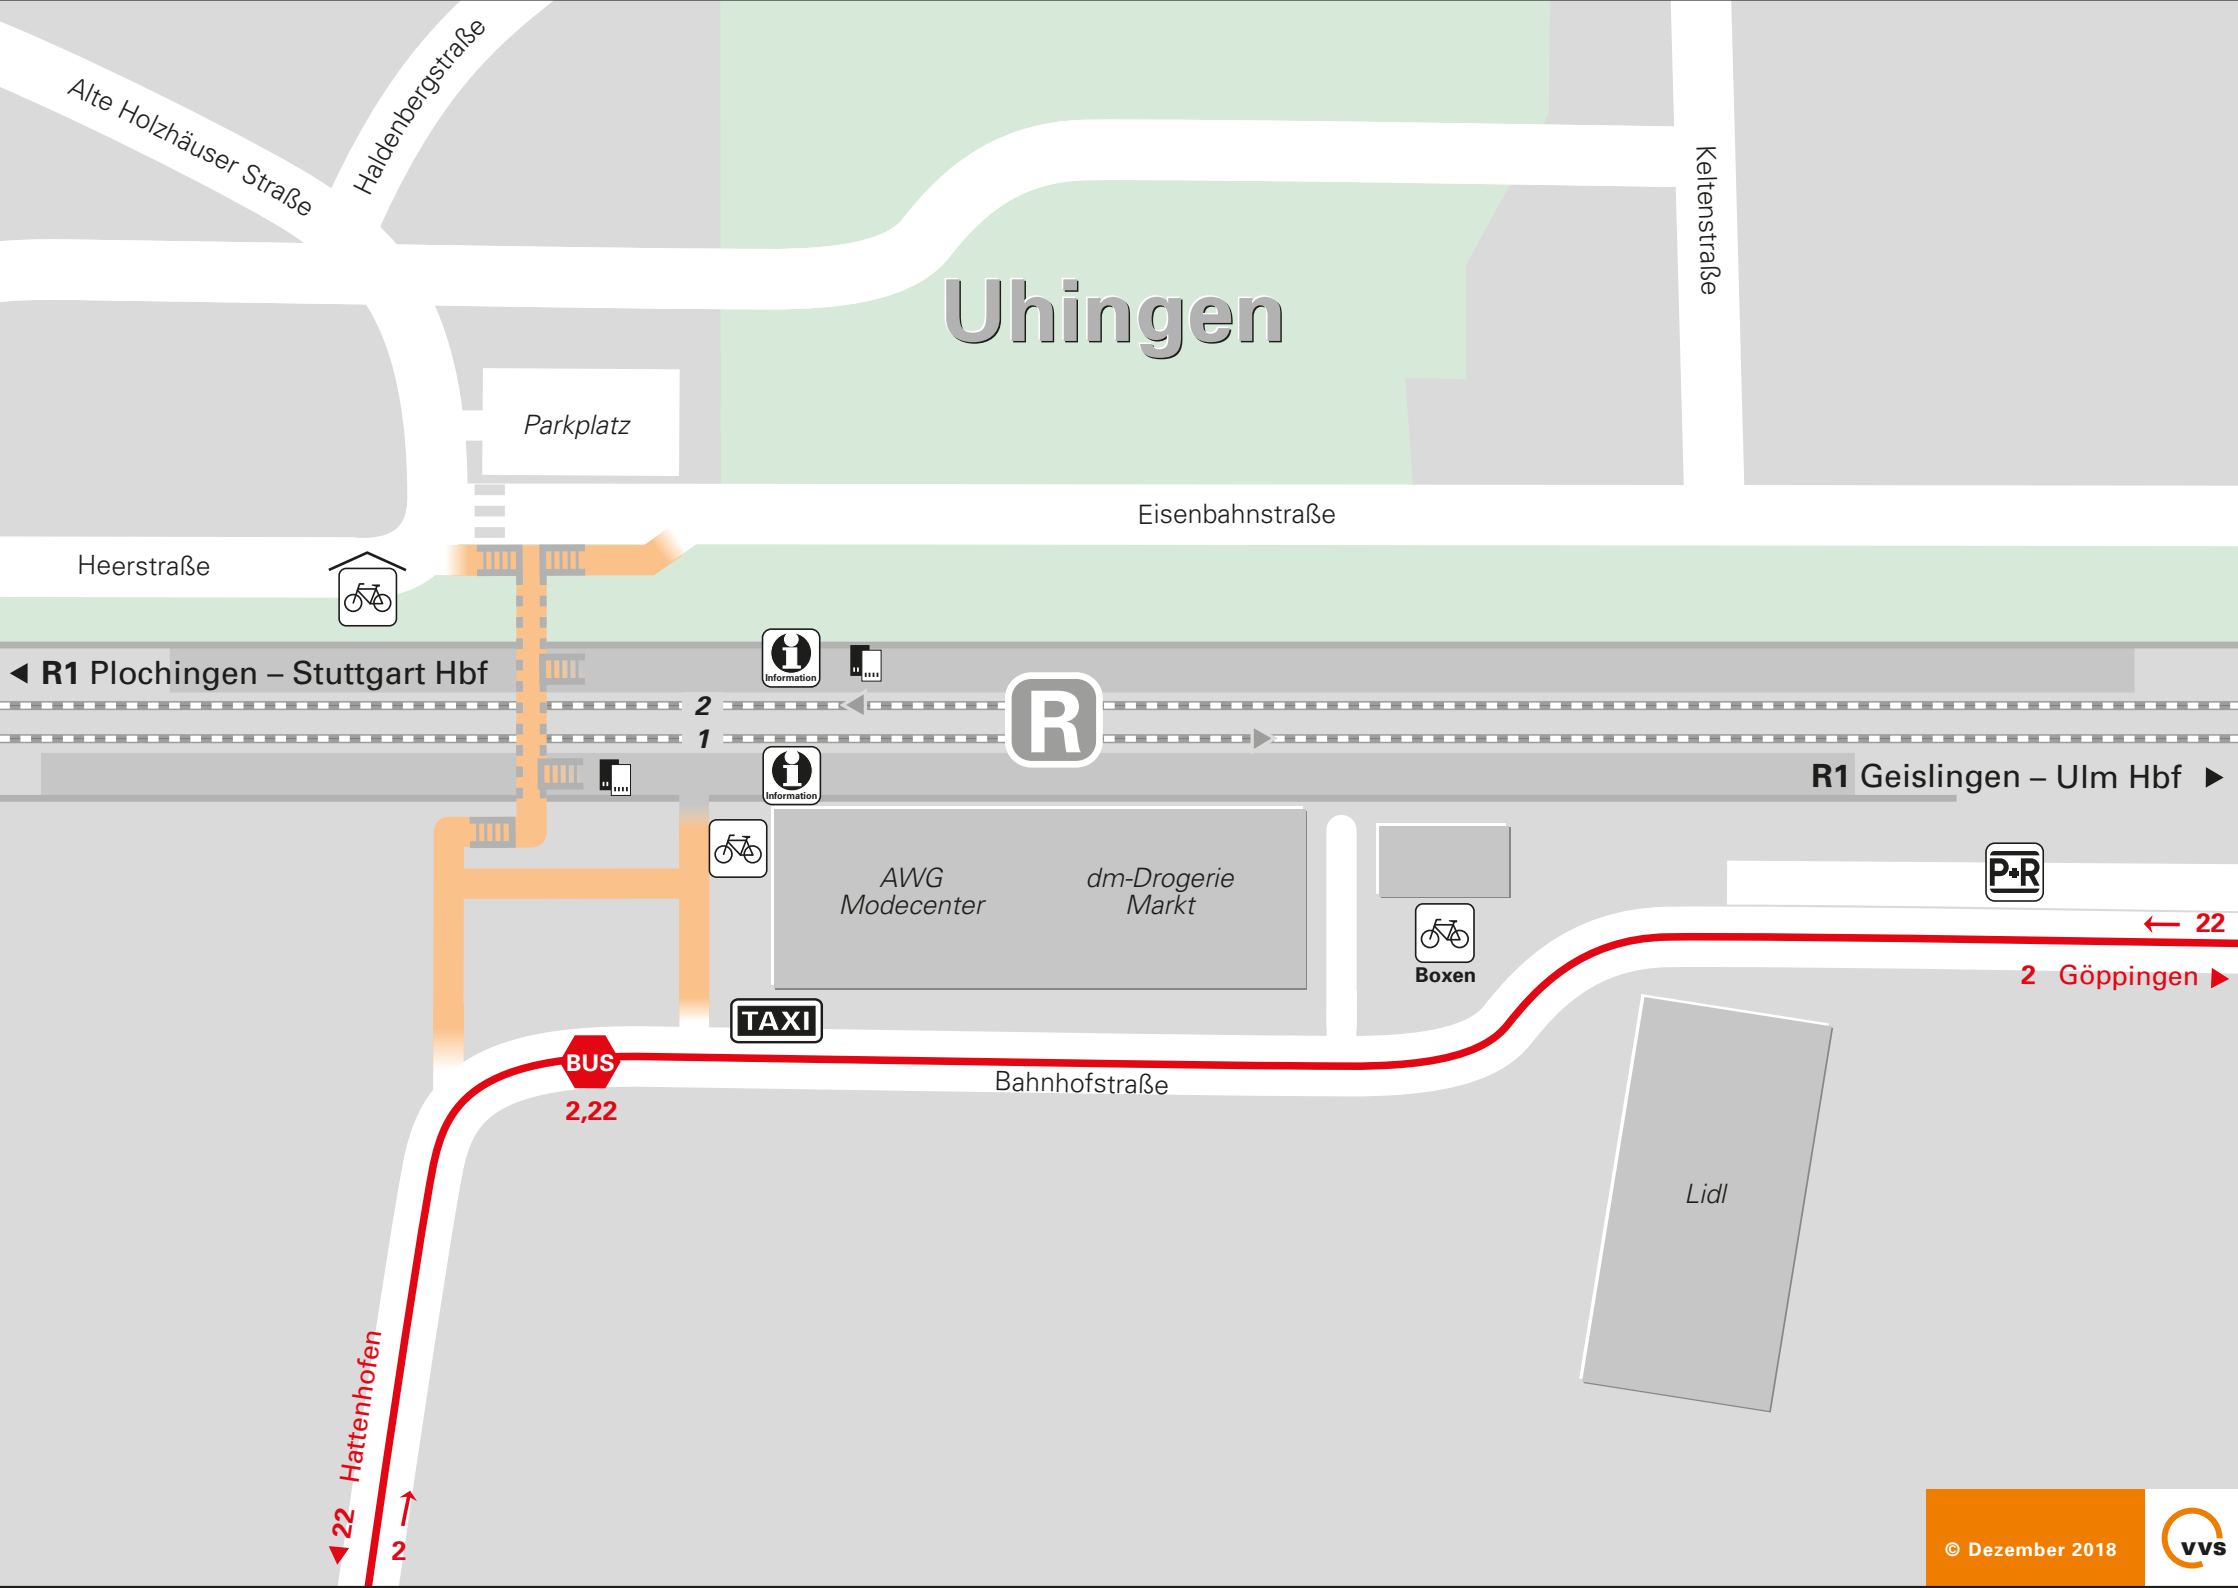 Alte Holzhäuser Straße
Haldenbergstraße
Keltenstraße
Uhingen
Parkplatz
Eisenbahnstraße
Heerstraße
Information
R1 Plochingen – Stuttgart Hbf
2
1
R
Information
R1 Geislingen – Ulm Hbf
AWG
Modecenter
dm-Drogerie
Markt
P+R
22
Boxen
2 Göppingen
TAXI
BUS
2,22
Bahnhofstraße
Lidl
Hattenhofen
22
2
© Dezember 2018
vvs